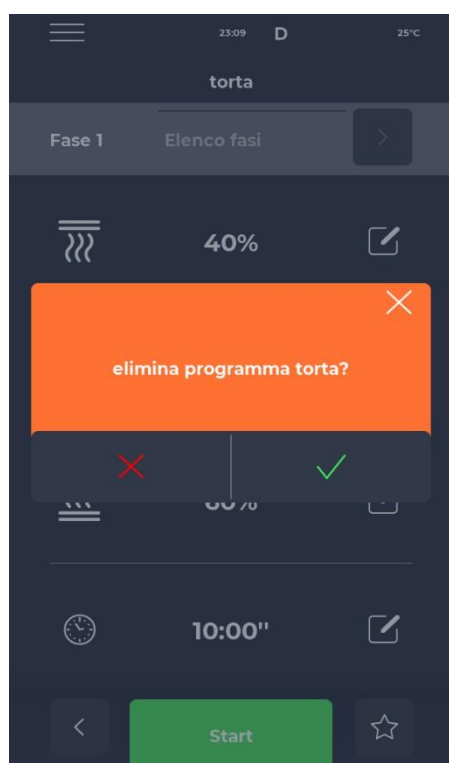 23:09 D 25°C
torta
Fase 1 Elenco fasi
40%
elimina programma torta?
10:00''
Start